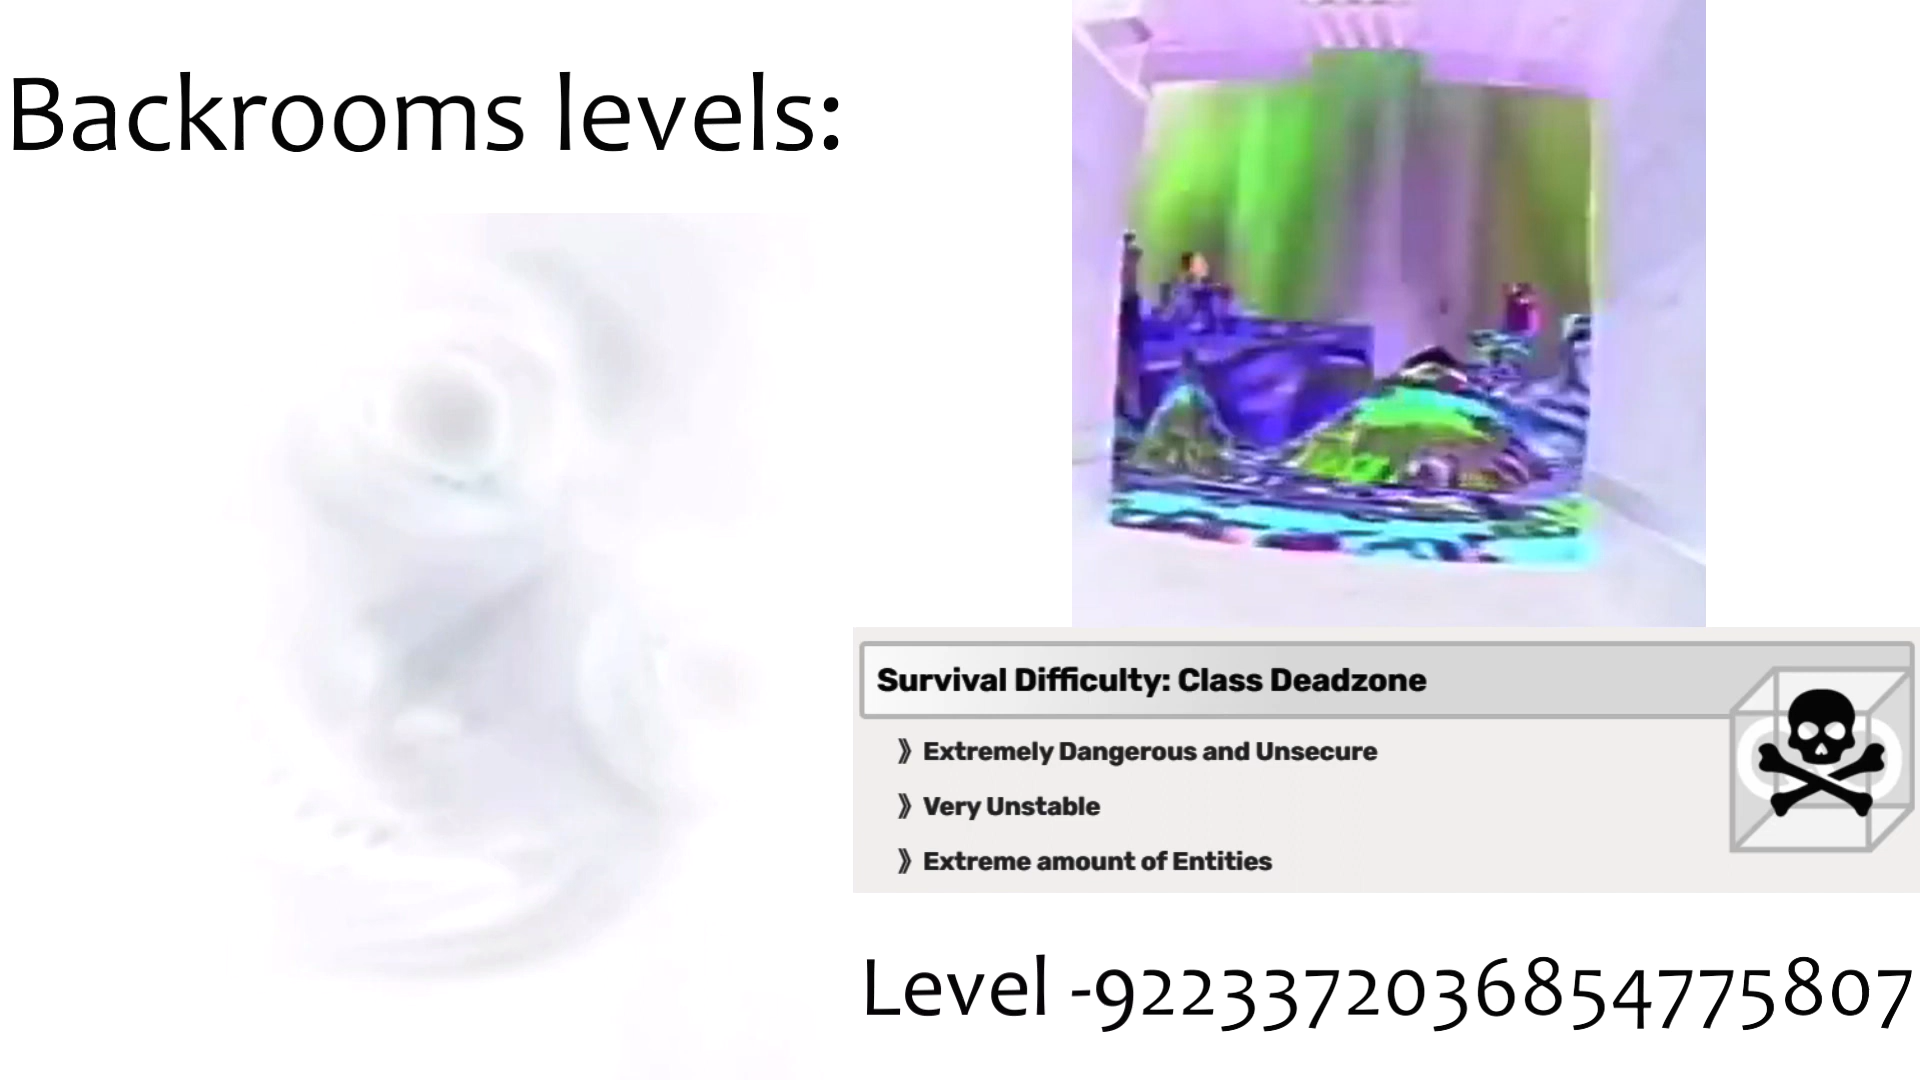 Backrooms levels:
Survival Difficulty: Class Deadzone
⟫ Extremely Dangerous and Unsecure
⟫ Very Unstable
⟫ Extreme amount of Entities
Level -9223372036854775807